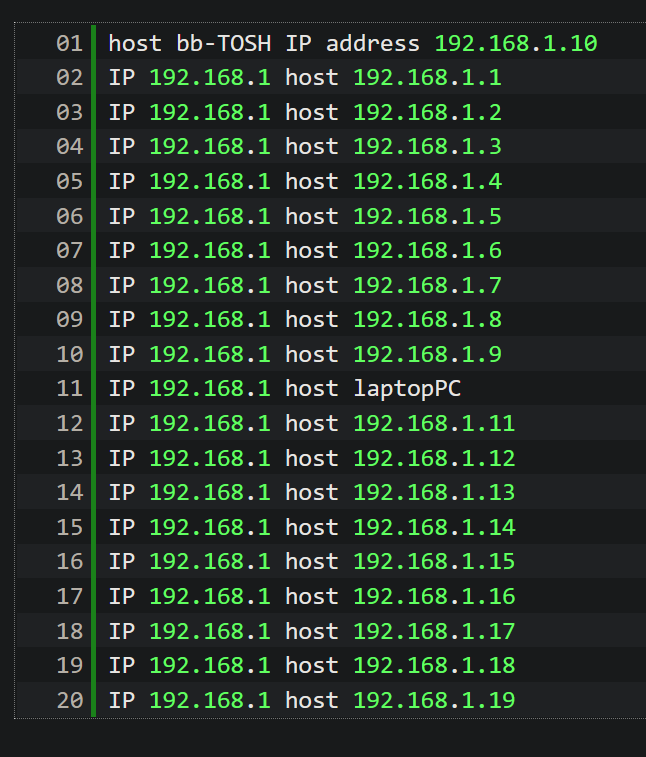 01 host bb-TOSH IP address 192.168.1.10
02 IP 192.168.1 host 192.168.1.1
03 IP 192.168.1 host 192.168.1.2
04 IP 192.168.1 host 192.168.1.3
05 IP 192.168.1 host 192.168.1.4
06 IP 192.168.1 host 192.168.1.5
07 IP 192.168.1 host 192.168.1.6
08 IP 192.168.1 host 192.168.1.7
09 IP 192.168.1 host 192.168.1.8
10 IP 192.168.1 host 192.168.1.9
11 IP 192.168.1 host laptopPC
12 IP 192.168.1 host 192.168.1.11
13 IP 192.168.1 host 192.168.1.12
14 IP 192.168.1 host 192.168.1.13
15 IP 192.168.1 host 192.168.1.14
16 IP 192.168.1 host 192.168.1.15
17 IP 192.168.1 host 192.168.1.16
18 IP 192.168.1 host 192.168.1.17
19 IP 192.168.1 host 192.168.1.18
20 IP 192.168.1 host 192.168.1.19